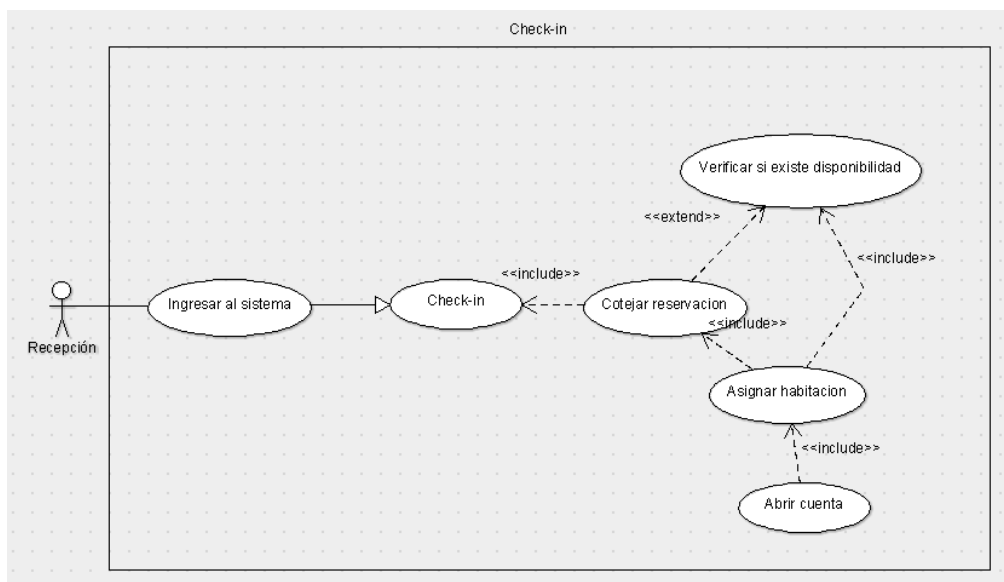 Check-in
Verificar si existe disponibilidad
<<extend>>
<<include>>
<<include>>
Ingresar al sistema
Check-in
Cotejar reservacion
<<include>>
Recepción
Asignar habitacion
<<include>>
Abrir cuenta